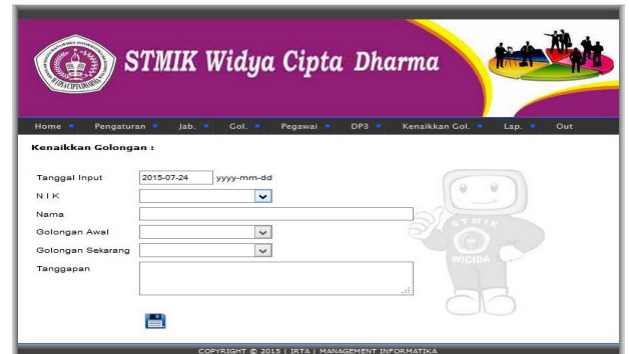 STMIK Widya Cipta Dharma
Home Pengaturan Jab. Gol. Pegawai DP3 Kenaikkan Gol. Lap. Out
Kenaikkan Golongan :
Tanggal Input 2015-07-24 yyyy-mm-dd
N I K
Nama
Golongan Awal
Golongan Sekarang
Tanggapan
STMIK
WICIDA
COPYRIGHT © 2015 | IRTA | MANAGEMENT INFORMATIKA